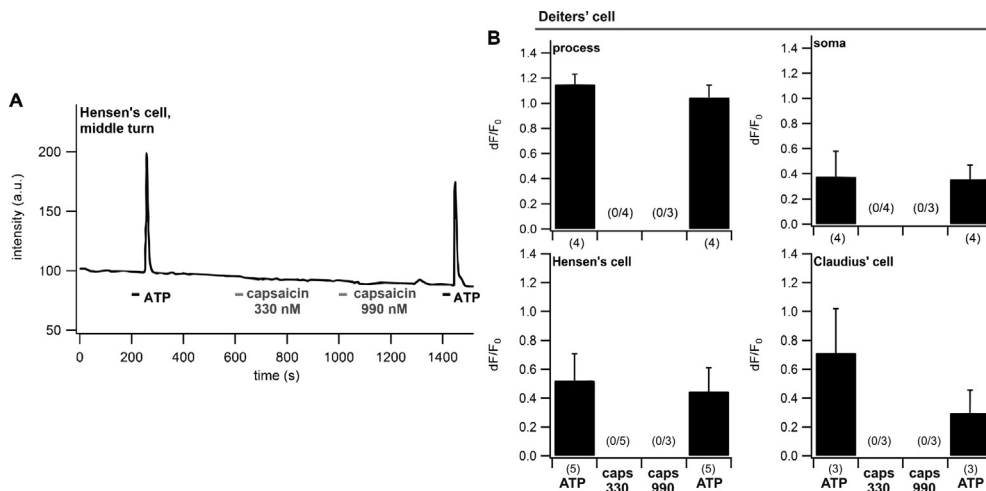 A
Hensen's cell,
middle turn
200
150
100
50
intensity (a.u.)
ATP
capsaicin
330 nM
capsaicin
990 nM
ATP
0 200 400 600 800 1000 1200 1400
time (s)
B
Deiters' cell
process
1.4
1.2
1.0
0.8
0.6
0.4
0.2
0.0
dF/F0
(0/4) (0/3)
(4) (4)
soma
1.4
1.2
1.0
0.8
0.6
0.4
0.2
0.0
dF/F0
(0/4) (0/3)
(4) (4)
Hensen's cell
1.4
1.2
1.0
0.8
0.6
0.4
0.2
0.0
dF/F0
(0/5) (0/3)
(5) (5)
ATP caps caps ATP
330 990
Claudius' cell
1.4
1.2
1.0
0.8
0.6
0.4
0.2
0.0
dF/F0
(0/3) (0/3)
(3) (3)
ATP caps caps ATP
330 990